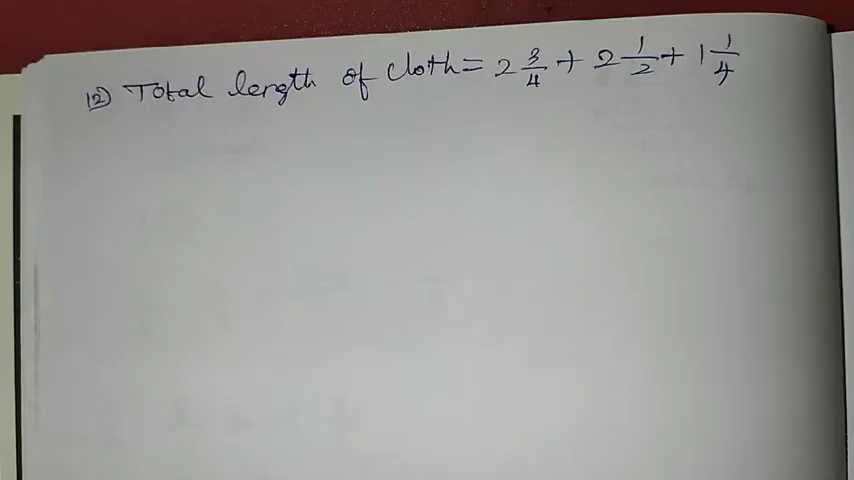 12) Total length of cloth = 2 3/4 + 2 1/2 + 1 1/4